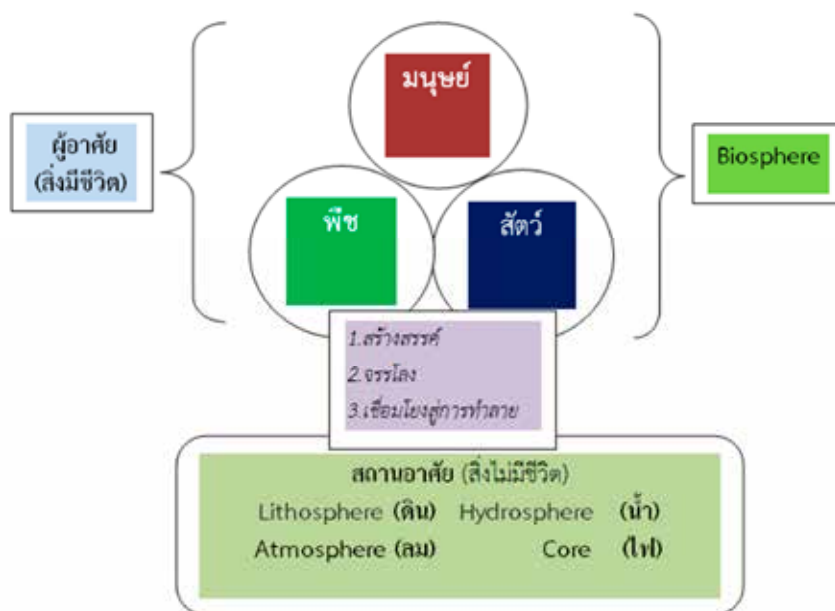 มนุษย์
ผู้อาศัย
(สิ่งมีชีวิต)
Biosphere
พืช
สัตว์
1.สร้างสรรค์
2.จรรโลง
3.เชื่อมโยงสู่การทำลาย
สถานอาศัย (สิ่งไม่มีชีวิต)
Lithosphere (ดิน) Hydrosphere (น้ำ)
Atmosphere (ลม) Core (ไฟ)